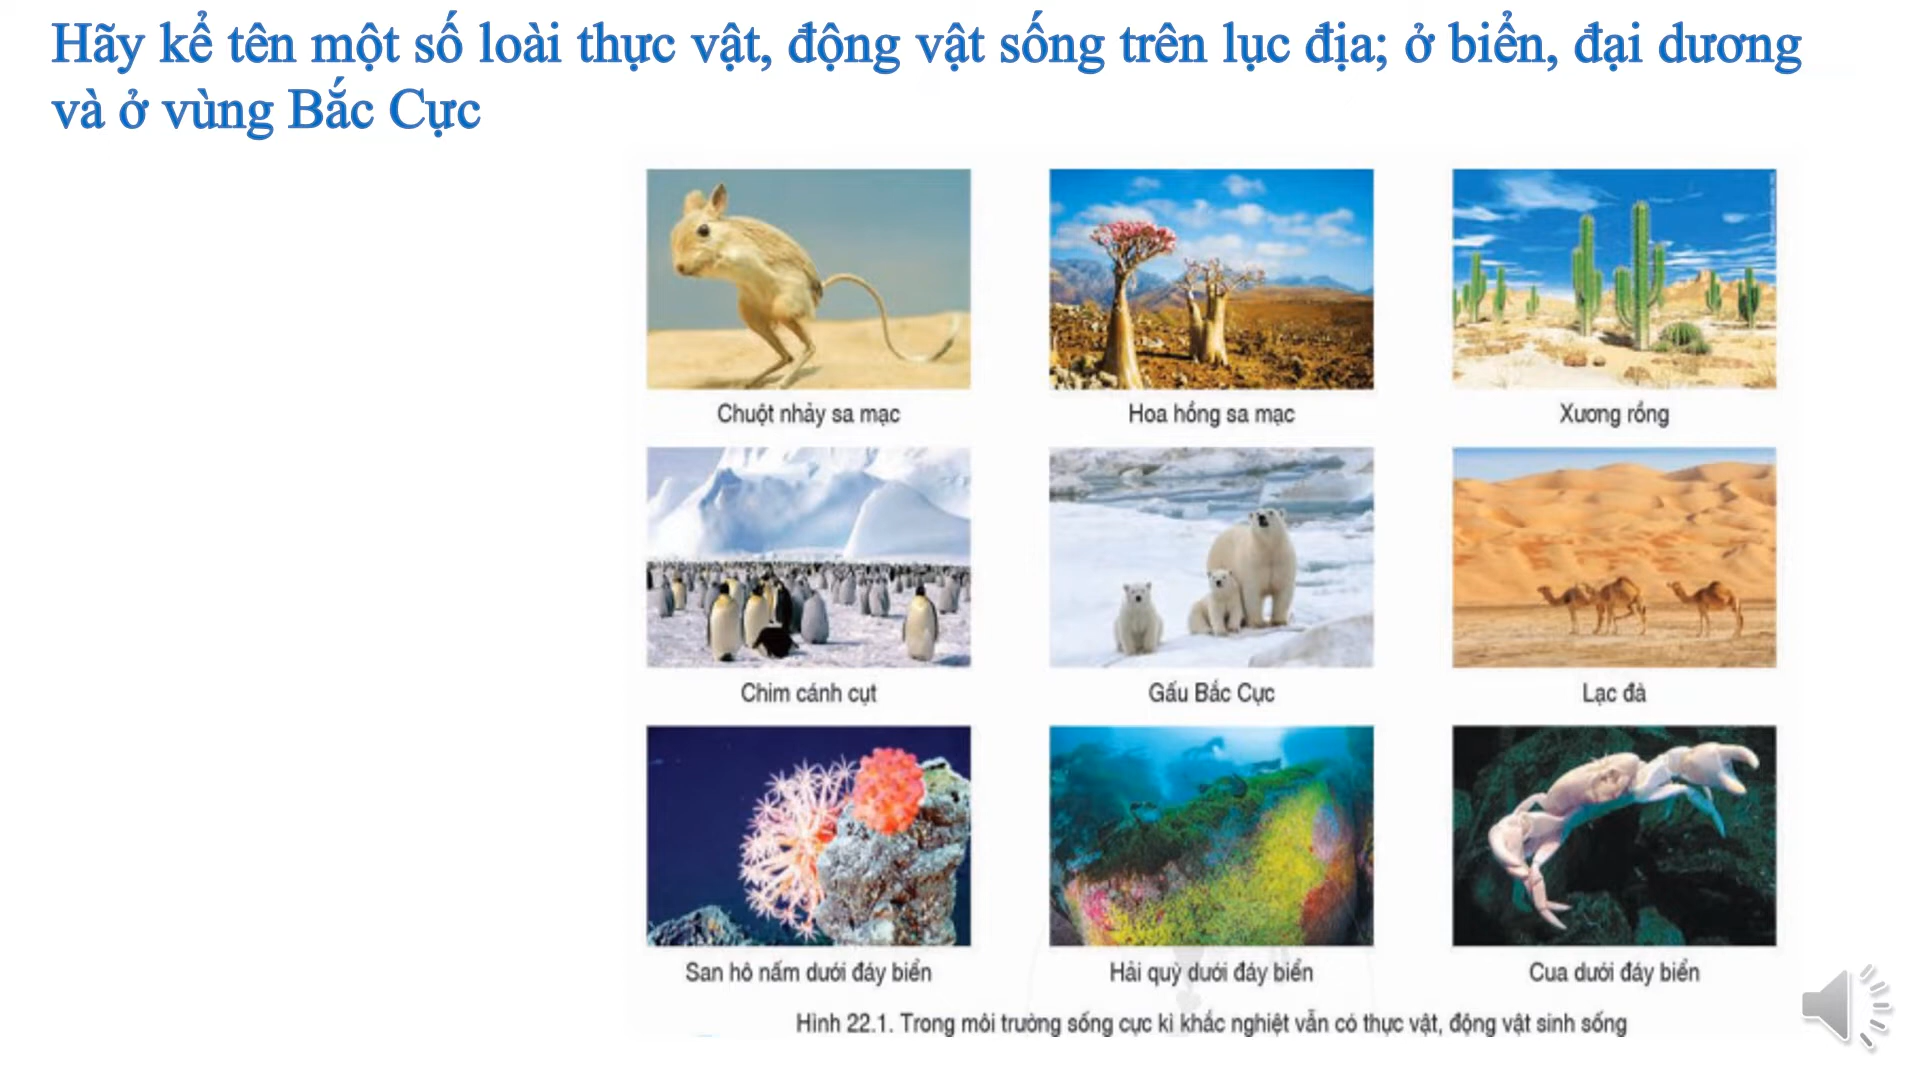 Hãy kể tên một số loài thực vật, động vật sống trên lục địa; ở biển, đại dương
và ở vùng Bắc Cực
Chuột nhảy sa mạc
Hoa hồng sa mạc
Xương rồng
Chim cánh cụt
Gấu Bắc Cực
Lạc đà
San hô nấm dưới đáy biển
Hải quỳ dưới đáy biển
Cua dưới đáy biển
Hình 22.1. Trong môi trường sống cực kì khắc nghiệt vẫn có thực vật, động vật sinh sống